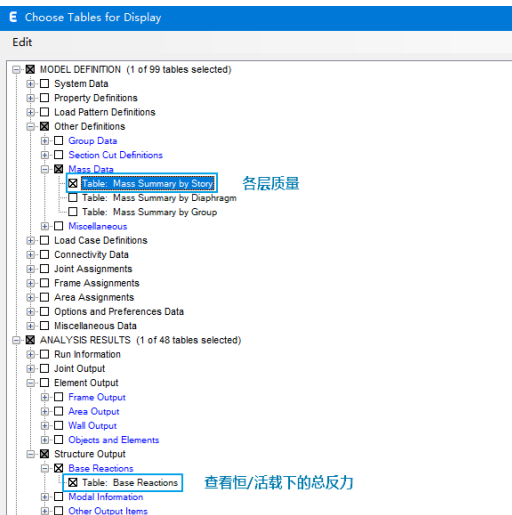 E Choose Tables for Display
Edit
MODEL DEFINITION (1 of 99 tables selected)
System Data
Property Definitions
Load Pattern Definitions
Other Definitions
Group Data
Section Cut Definitions
Mass Data
Table: Mass Summary by Story 各层质量
Table: Mass Summary by Diaphragm
Table: Mass Summary by Group
Miscellaneous
Load Case Definitions
Connectivity Data
Joint Assignments
Frame Assignments
Area Assignments
Options and Preferences Data
Miscellaneous Data
ANALYSIS RESULTS (1 of 48 tables selected)
Run Information
Joint Output
Element Output
Frame Output
Area Output
Wall Output
Objects and Elements
Structure Output
Base Reactions
Table: Base Reactions 查看恒/活载下的总反力
Modal Information
Other Output Items